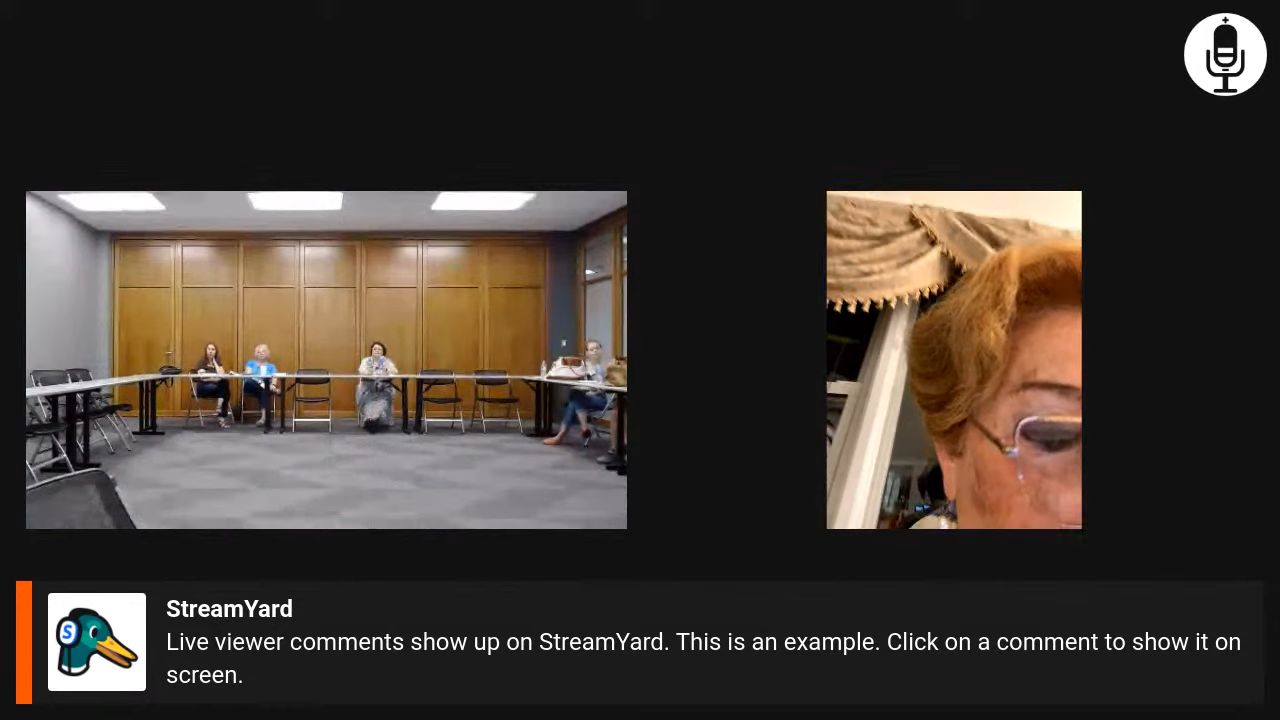 StreamYard
Live viewer comments show up on StreamYard. This is an example. Click on a comment to show it on
screen.
S